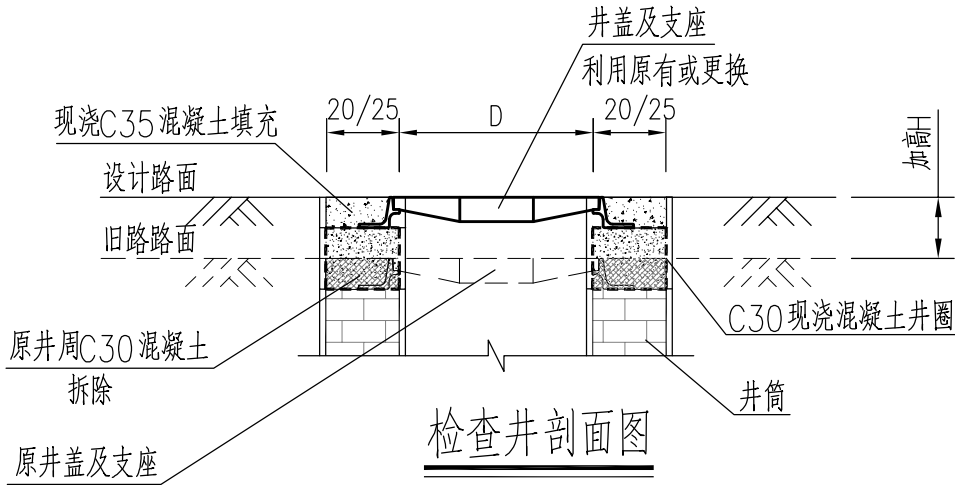 井盖及支座
利用原有或更换
20/25
D
20/25
现浇C35混凝土填充
加高H
设计路面
旧路路面
C30现浇混凝土井圈
原井周C30混凝土
拆除
井筒
检查井剖面图
原井盖及支座